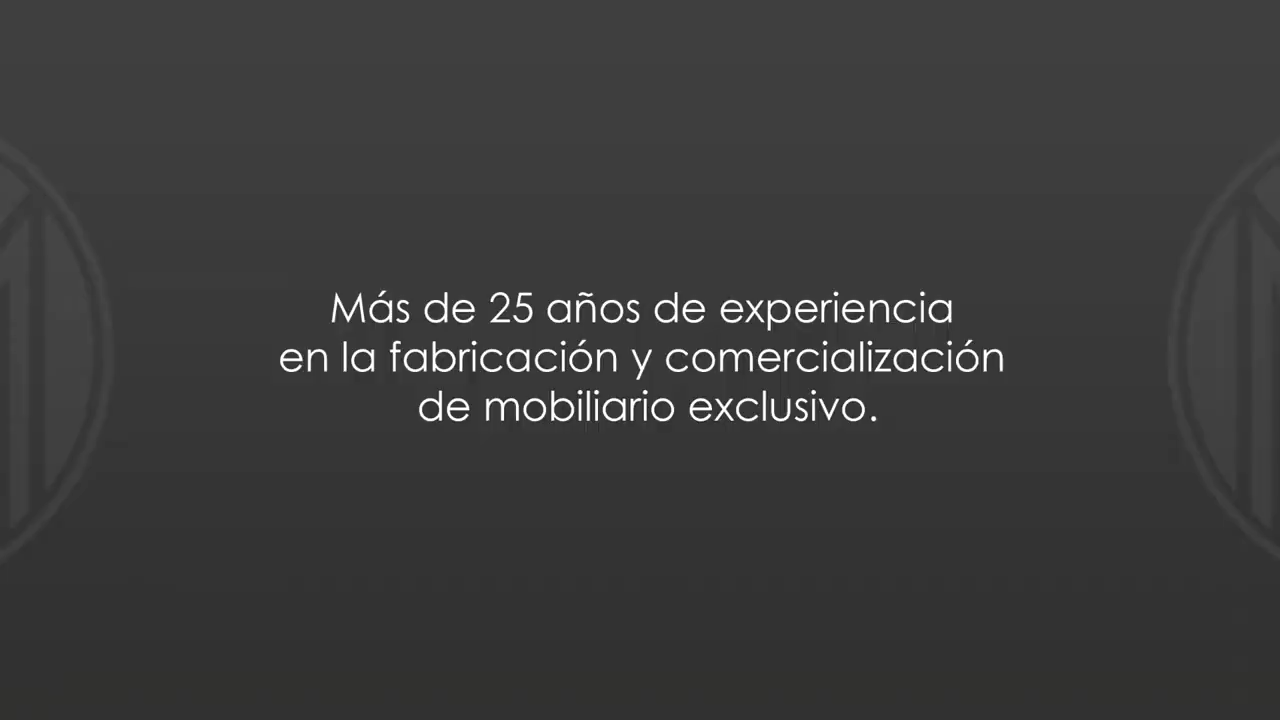 Más de 25 años de experiencia
en la fabricación y comercialización
de mobiliario exclusivo.